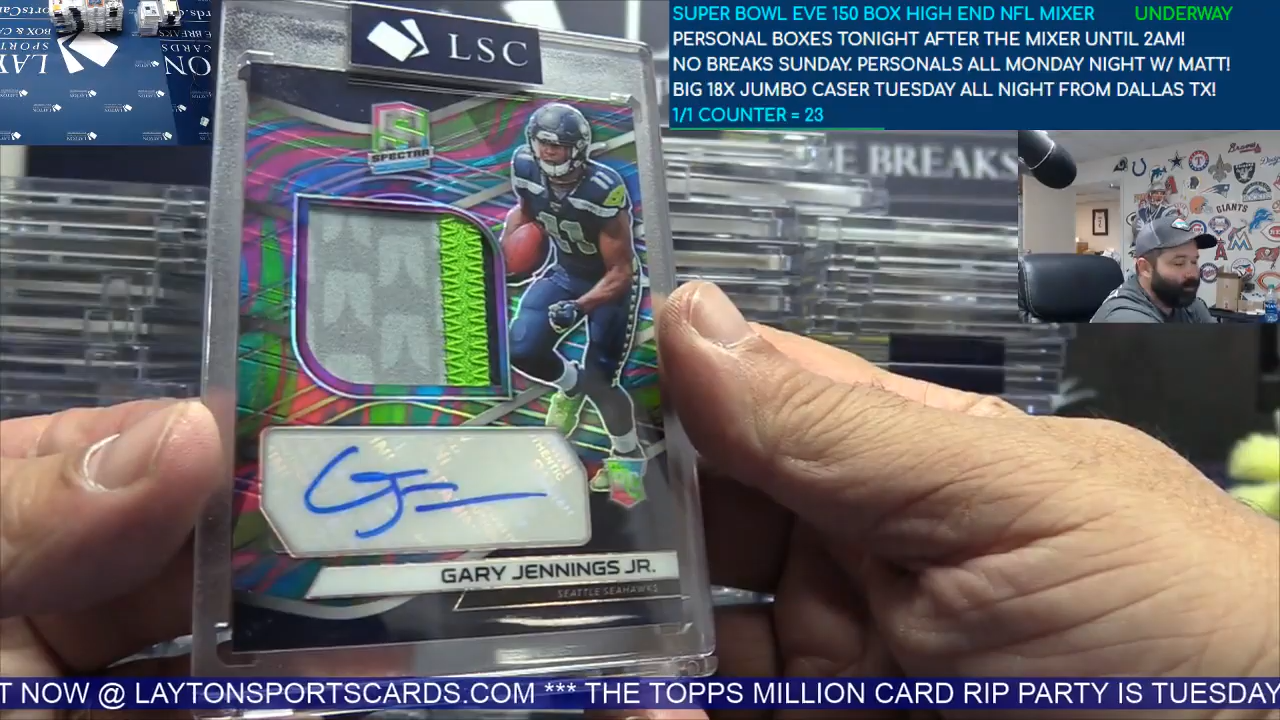 SUPER BOWL EVE 150 BOX HIGH END NFL MIXER UNDERWAY
PERSONAL BOXES TONIGHT AFTER THE MIXER UNTIL 2AM!
NO BREAKS SUNDAY. PERSONALS ALL MONDAY NIGHT W/ MATT!
BIG 18X JUMBO CASER TUESDAY ALL NIGHT FROM DALLAS TX!
1/1 COUNTER = 23
LSC
BREAKS
SPECTRA
11
GARY JENNINGS JR.
SEATTLE SEAHAWKS
T NOW @ LAYTONSPORTSCARDS.COM *** THE TOPPS MILLION CARD RIP PARTY IS TUESDAY